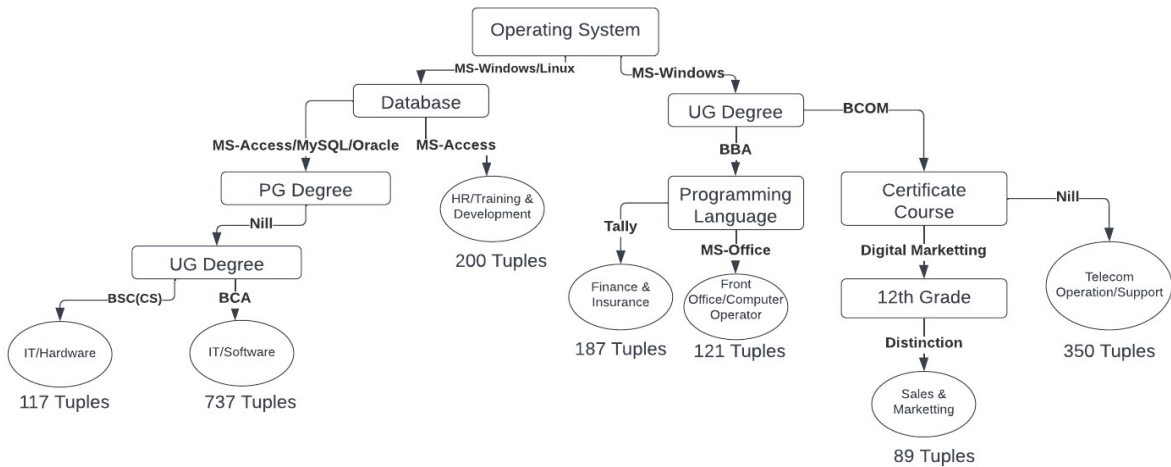 Operating System
MS-Windows/Linux
MS-Windows
Database
UG Degree
BCOM
MS-Access/MySQL/Oracle
MS-Access
BBA
PG Degree
HR/Training &
Development
Programming
Language
Certificate
Course
Nill
Tally
Nill
MS-Office
Digital Marketting
200 Tuples
UG Degree
Finance &
Insurance
Front
Office/Computer
Operator
12th Grade
Telecom
Operation/Support
BSC(CS)
BCA
187 Tuples
121 Tuples
Distinction
350 Tuples
IT/Hardware
IT/Software
117 Tuples
737 Tuples
Sales &
Marketting
89 Tuples